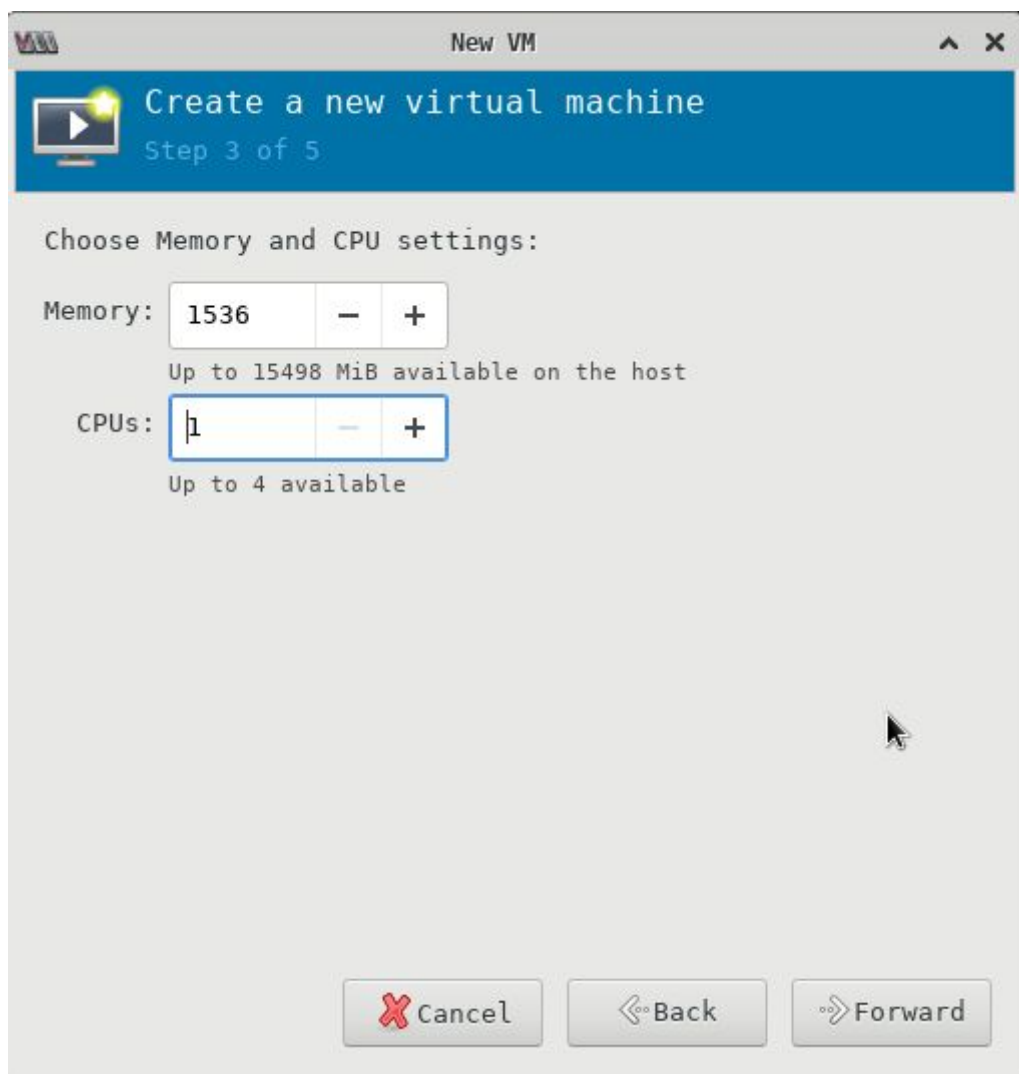 New VM
Create a new virtual machine
Step 3 of 5
Choose Memory and CPU settings:
Memory: 1536 − +
Up to 15498 MiB available on the host
CPUs: 1 − +
Up to 4 available
Cancel Back Forward